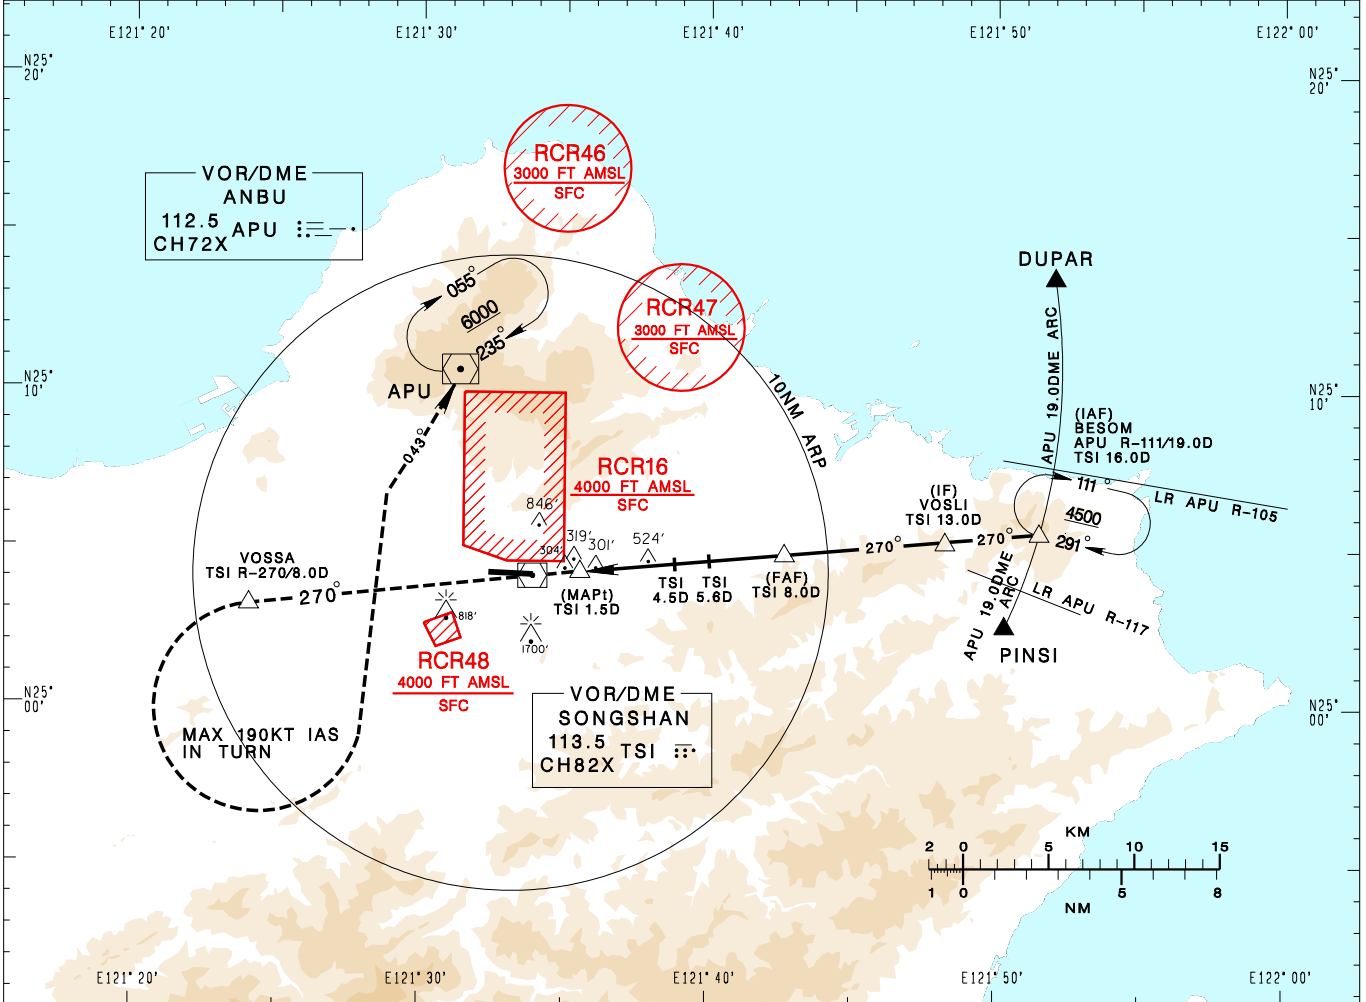 E121° 20'
E121° 30'
E121° 40'
E121° 50'
E122° 00'
N25°
20'
N25°
20'
RCR46
3000 FT AMSL
SFC
VOR/DME
ANBU
112.5
CH72X
APU
DUPAR
055°
6000
235°
RCR47
3000 FT AMSL
SFC
APU 19.0DME ARC
N25°
10'
N25°
10'
APU
10NM ARP
043°
(IAF)
BESOM
APU R-111/19.0D
TSI 16.0D
RCR16
4000 FT AMSL
SFC
111°
LR APU R-105
4500
291°
(IF)
VOSLI
TSI 13.0D
846'
319'
304'
301'
524'
270°
270°
VOSSA
TSI R-270/8.0D
270°
(MAPt)
TSI 1.5D
TSI
4.5D
TSI
5.6D
(FAF)
TSI 8.0D
APU 19.0DME
ARC
LR APU R-117
818'
1700'
PINSI
RCR48
4000 FT AMSL
SFC
N25°
00'
N25°
00'
VOR/DME
SONGSHAN
113.5
CH82X
TSI
MAX 190KT IAS
IN TURN
KM
2 0 5 10 15
1 0 5 8
NM
E121° 20'
E121° 30'
E121° 40'
E121° 50'
E122° 00'